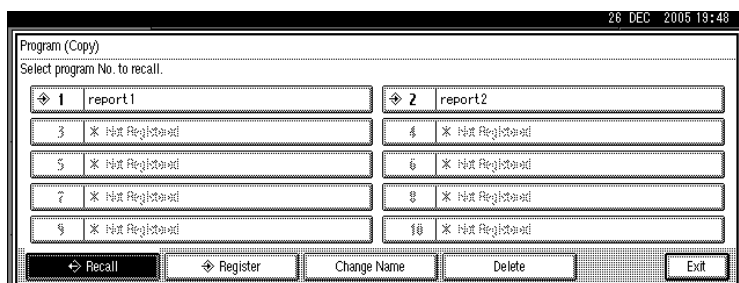 26 DEC 2005 19:48
Program (Copy)
Select program No. to recall.
1 report1 2 report2
3 * Not Registered 4 * Not Registered
5 * Not Registered 6 * Not Registered
7 * Not Registered 8 * Not Registered
9 * Not Registered 10 * Not Registered
Recall Register Change Name Delete Exit